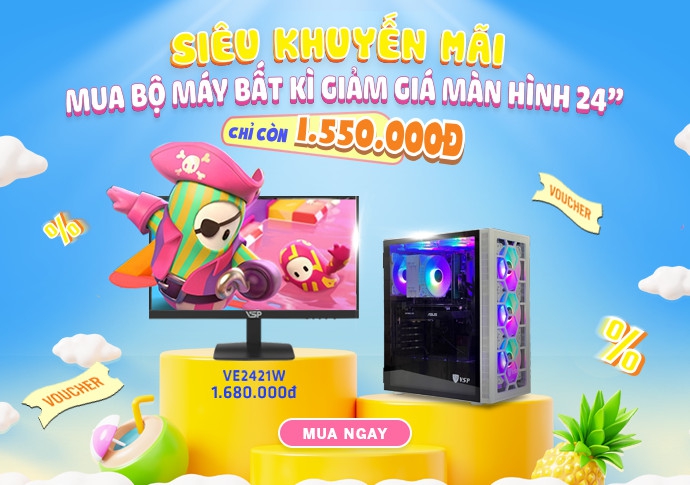 SIÊU KHUYẾN MÃI
MUA BỘ MÁY BẤT KÌ GIẢM GIÁ MÀN HÌNH 24”
CHỈ CÒN 1.550.000Đ
VOUCHER
%
VSP
VE2421W
1.680.000đ
VSP
%
VOUCHER
MUA NGAY